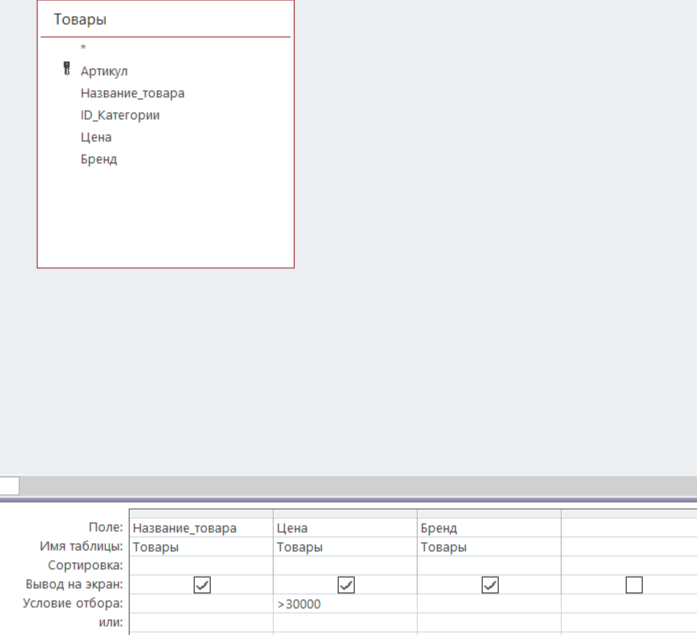 Товары
*
Артикул
Название_товара
ID_Категории
Цена
Бренд
Поле: Название_товара Цена Бренд
Имя таблицы: Товары Товары Товары
Сортировка:
Вывод на экран:
Условие отбора: >30000
или: